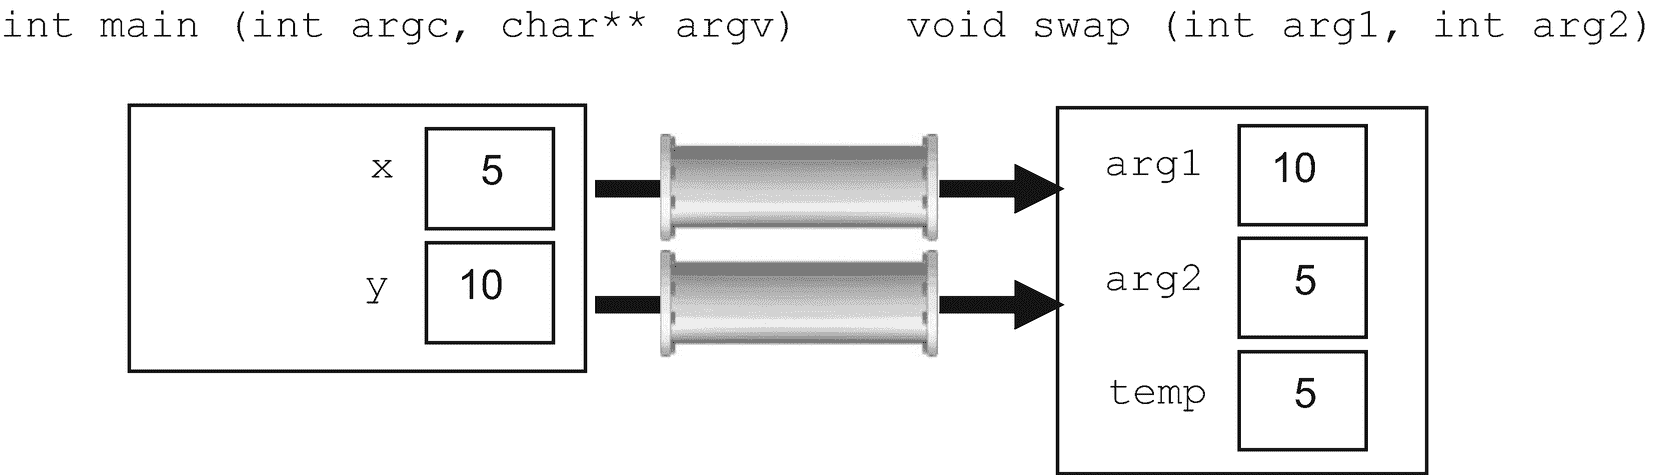 int main (int argc, char** argv)
void swap (int arg1, int arg2)
x 5
y 10
arg1 10
arg2 5
temp 5